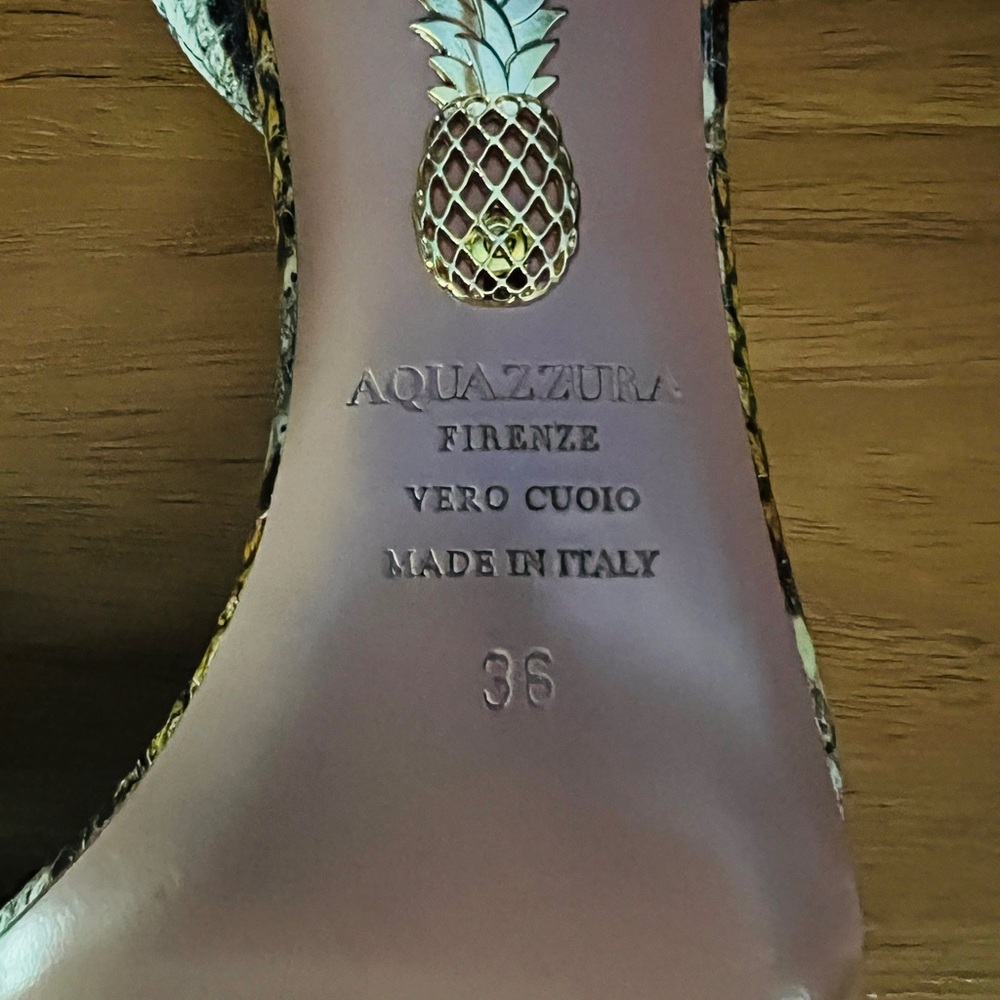 AQUAZZURA
FIRENZE
VERO CUOIO
MADE IN ITALY
36